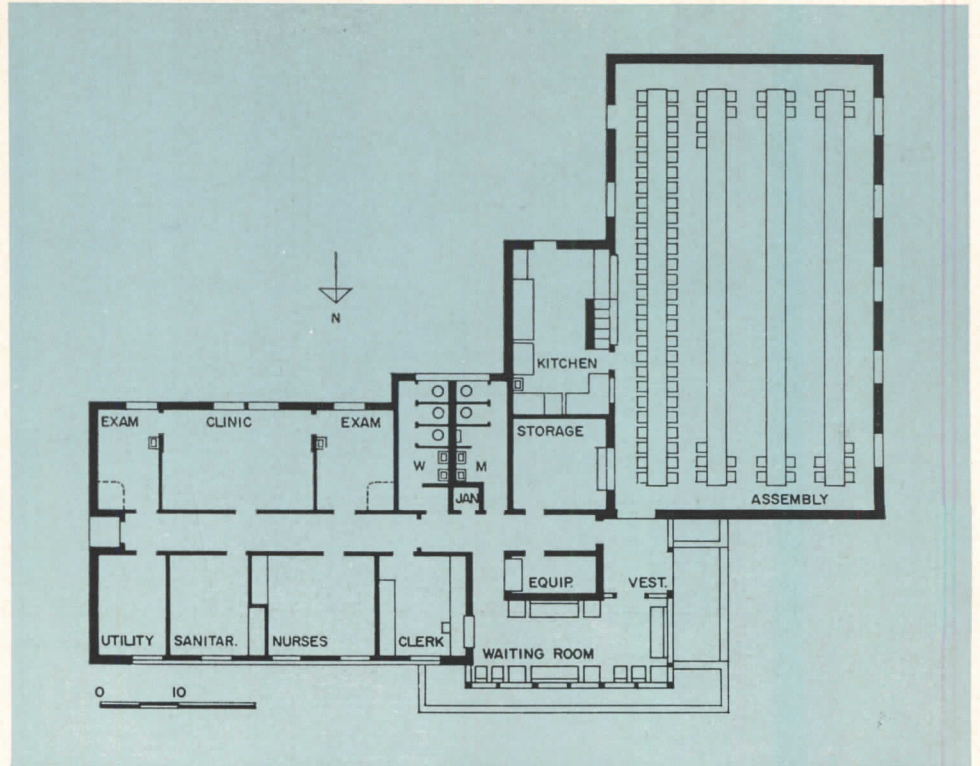 N
KITCHEN
EXAM
CLINIC
EXAM
STORAGE
W
M
JAN
ASSEMBLY
EQUIP.
VEST.
UTILITY
SANITAR.
NURSES
CLERK
WAITING ROOM
0 10